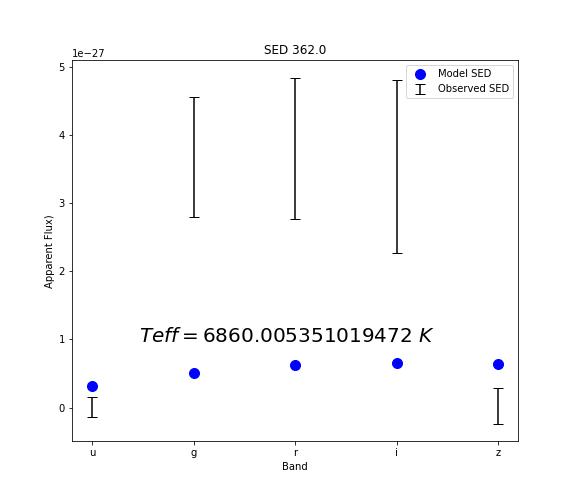 SED 362.0
1e−27
Model SED
Observed SED
5
4
3
2
1
0
Apparent Flux)
Teff = 6860.005351019472 K
u g r i z
Band